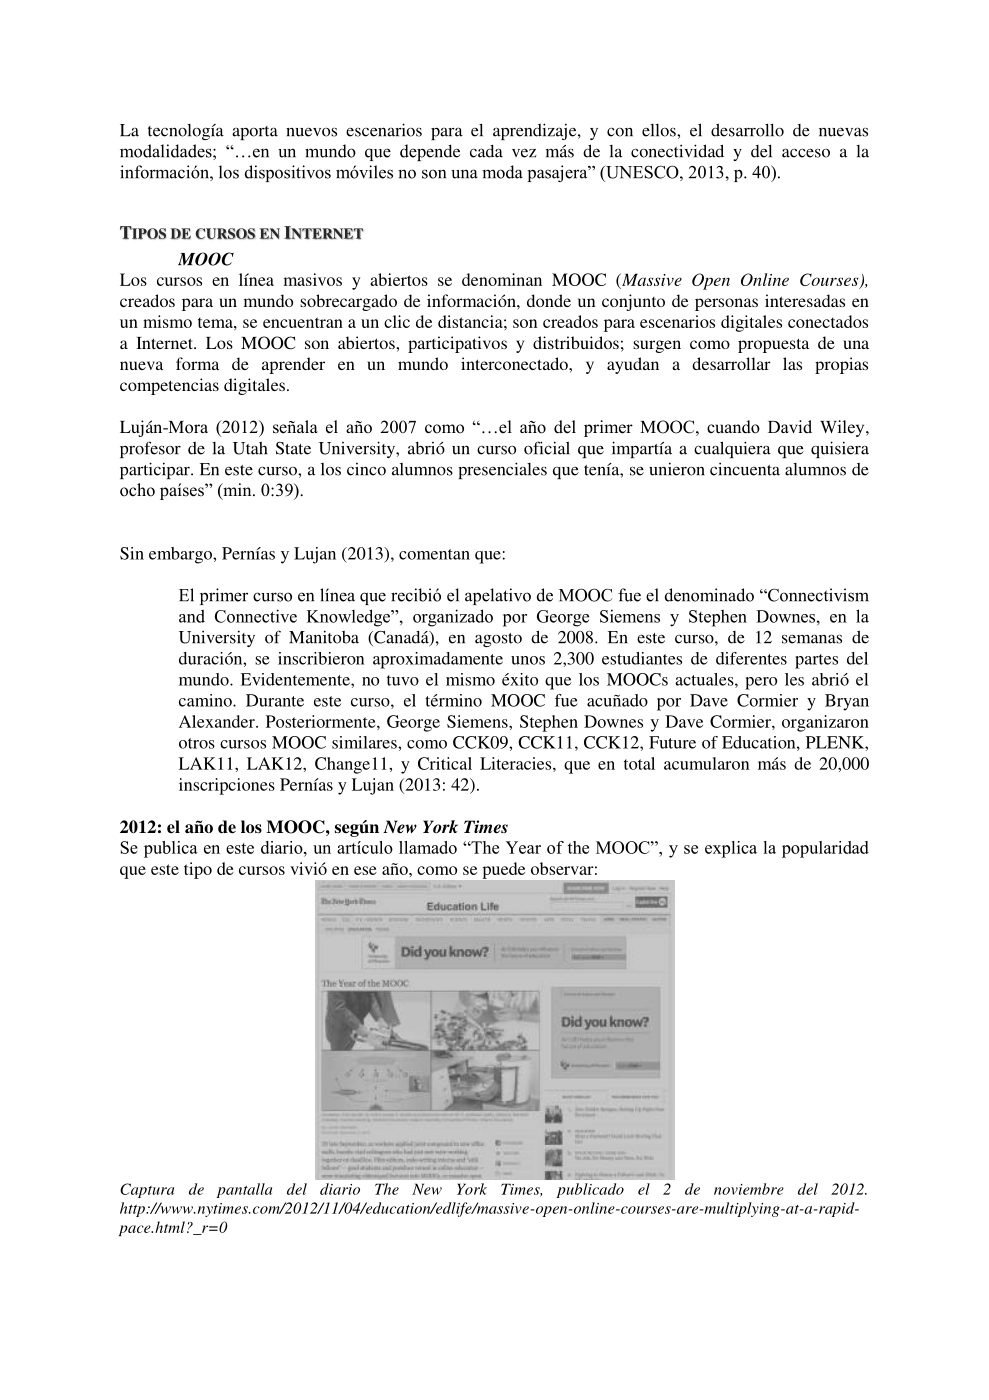 La tecnología aporta nuevos escenarios para el aprendizaje, y con ellos, el desarrollo de nuevas
modalidades; “…en un mundo que depende cada vez más de la conectividad y del acceso a la
información, los dispositivos móviles no son una moda pasajera” (UNESCO, 2013, p. 40).
TIPOS DE CURSOS EN INTERNET
MOOC
Los cursos en línea masivos y abiertos se denominan MOOC (Massive Open Online Courses),
creados para un mundo sobrecargado de información, donde un conjunto de personas interesadas en
un mismo tema, se encuentran a un clic de distancia; son creados para escenarios digitales conectados
a Internet. Los MOOC son abiertos, participativos y distribuidos; surgen como propuesta de una
nueva forma de aprender en un mundo interconectado, y ayudan a desarrollar las propias
competencias digitales.
Luján-Mora (2012) señala el año 2007 como “…el año del primer MOOC, cuando David Wiley,
profesor de la Utah State University, abrió un curso oficial que impartía a cualquiera que quisiera
participar. En este curso, a los cinco alumnos presenciales que tenía, se unieron cincuenta alumnos de
ocho países” (min. 0:39).
Sin embargo, Pernías y Lujan (2013), comentan que:
El primer curso en línea que recibió el apelativo de MOOC fue el denominado “Connectivism
and Connective Knowledge”, organizado por George Siemens y Stephen Downes, en la
University of Manitoba (Canadá), en agosto de 2008. En este curso, de 12 semanas de
duración, se inscribieron aproximadamente unos 2,300 estudiantes de diferentes partes del
mundo. Evidentemente, no tuvo el mismo éxito que los MOOCs actuales, pero les abrió el
camino. Durante este curso, el término MOOC fue acuñado por Dave Cormier y Bryan
Alexander. Posteriormente, George Siemens, Stephen Downes y Dave Cormier, organizaron
otros cursos MOOC similares, como CCK09, CCK11, CCK12, Future of Education, PLENK,
LAK11, LAK12, Change11, y Critical Literacies, que en total acumularon más de 20,000
inscripciones Pernías y Lujan (2013: 42).
2012: el año de los MOOC, según New York Times
Se publica en este diario, un artículo llamado “The Year of the MOOC”, y se explica la popularidad
que este tipo de cursos vivió en ese año, como se puede observar:
The New York Times
Education Life
Did you know?
The Year of the MOOC
Did you know?
Captura de pantalla del diario The New York Times, publicado el 2 de noviembre del 2012.
http://www.nytimes.com/2012/11/04/education/edlife/massive-open-online-courses-are-multiplying-at-a-rapid-
pace.html?_r=0